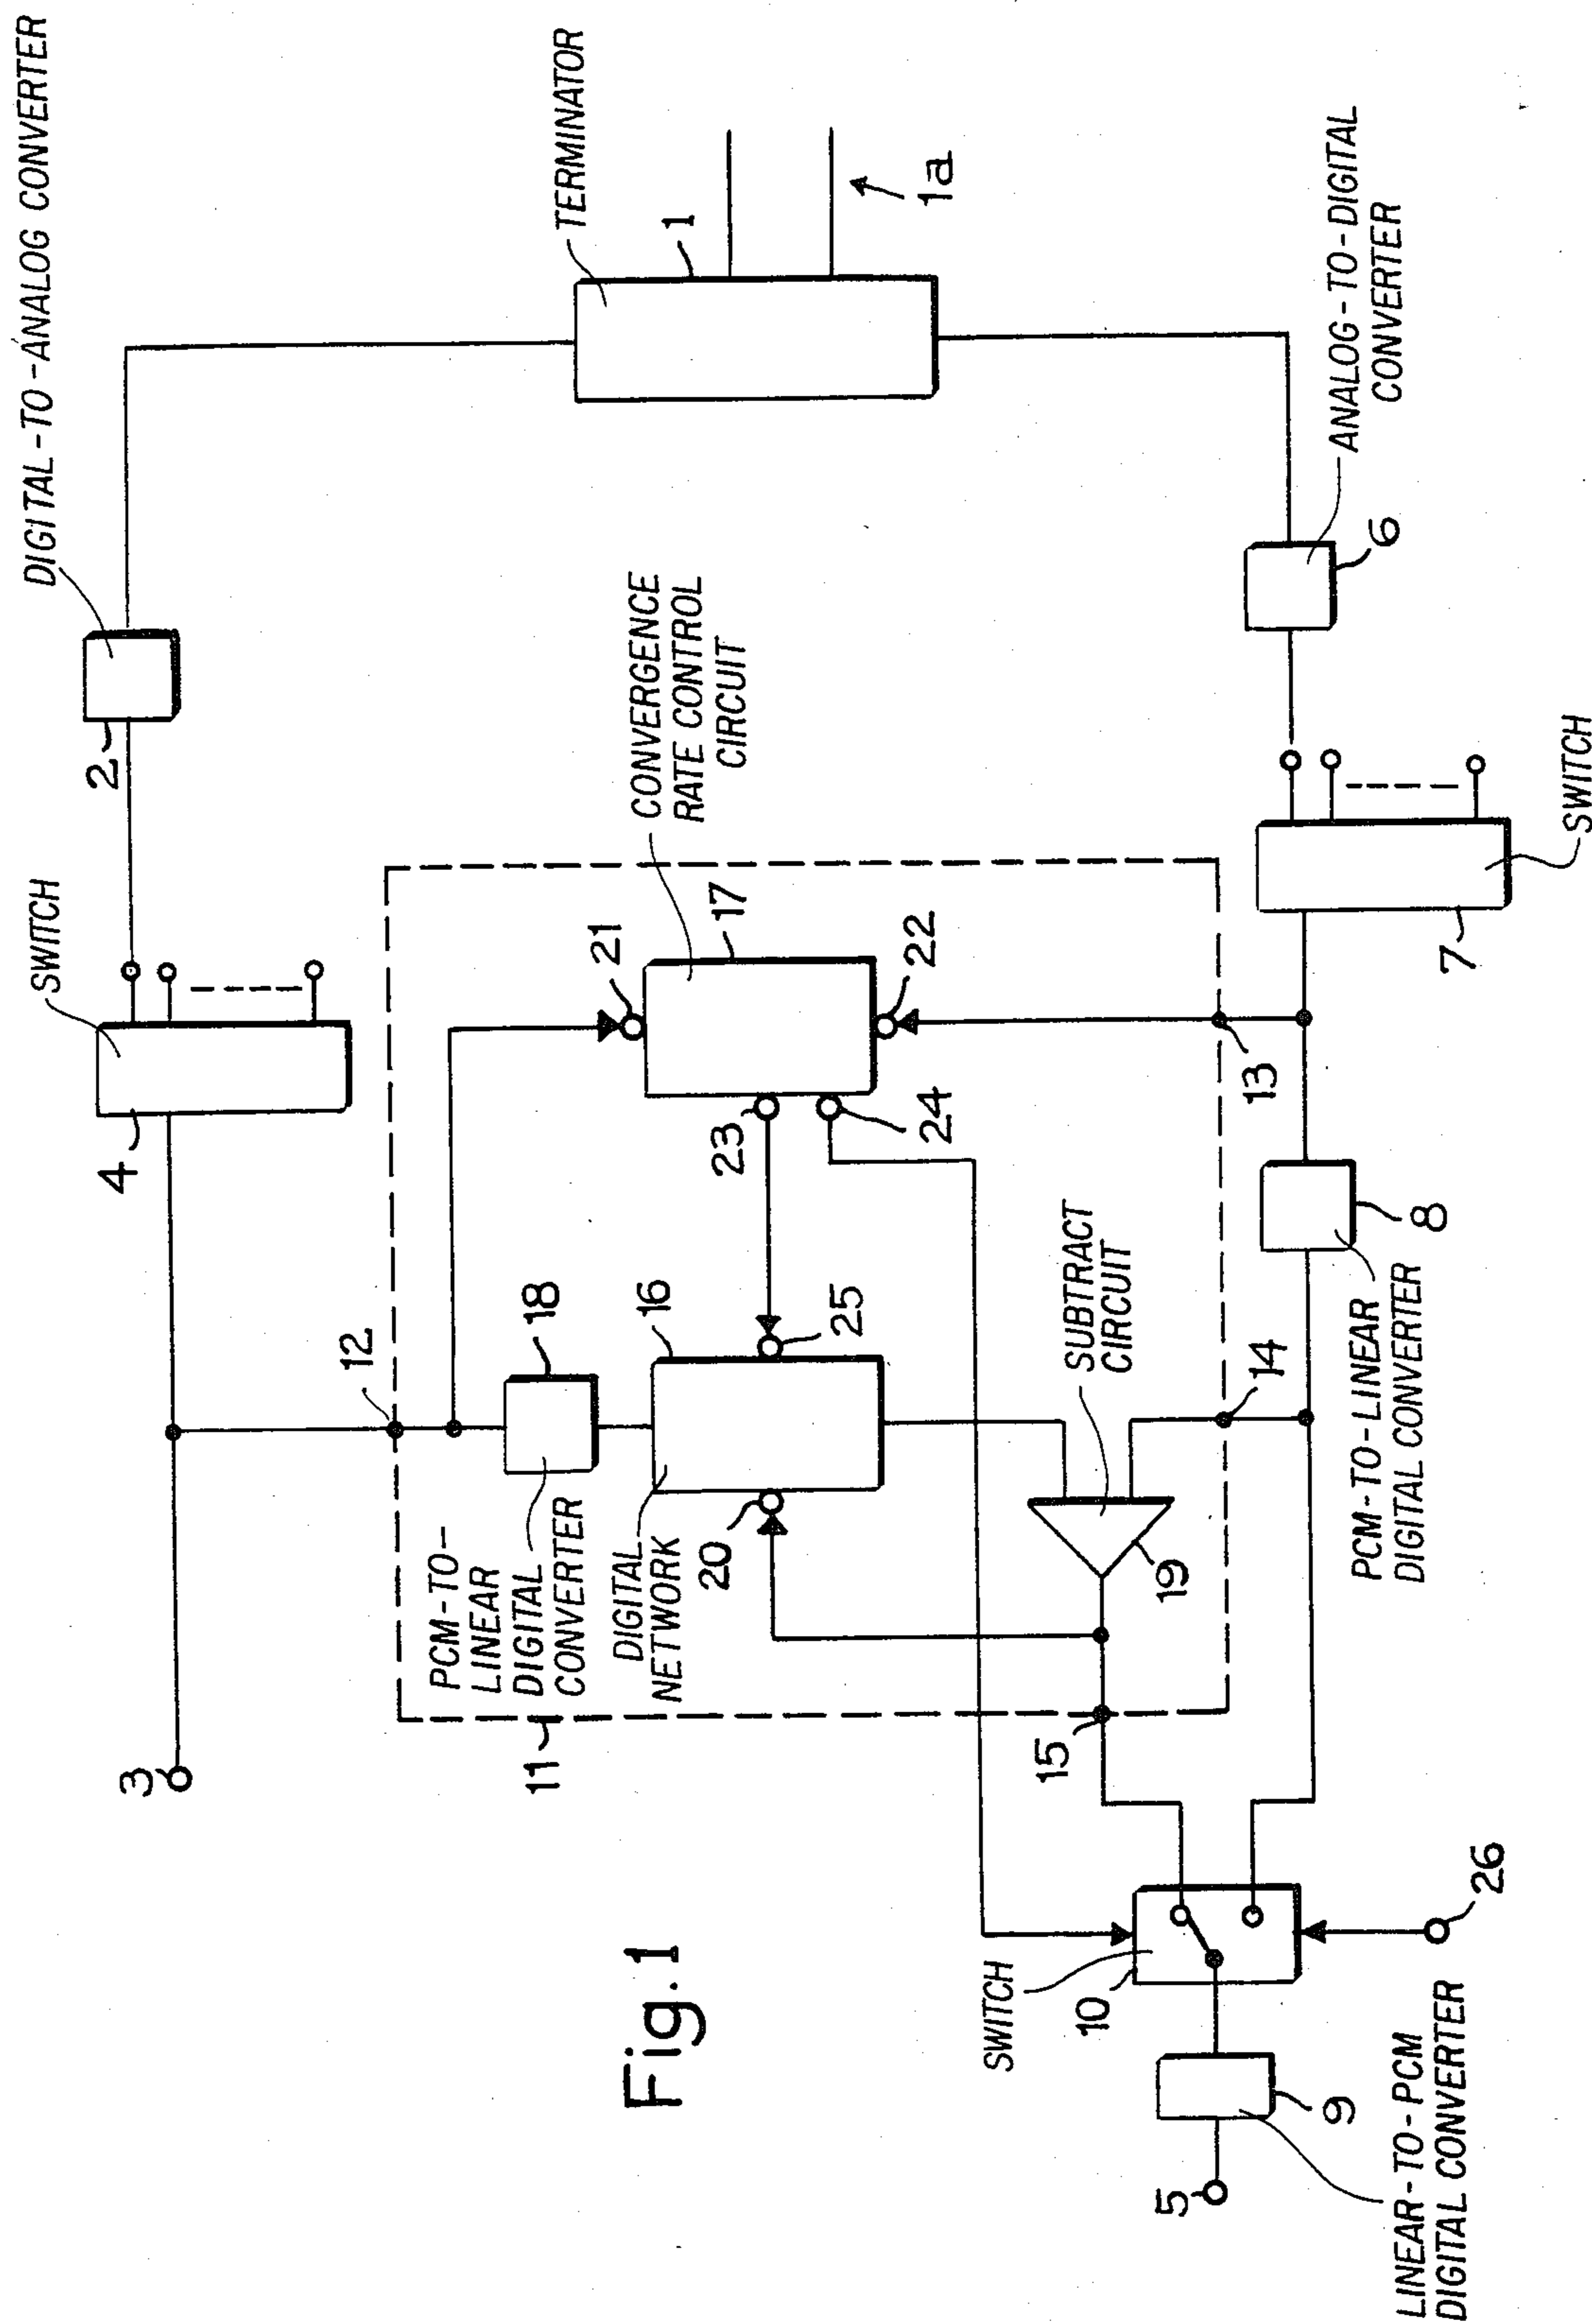 DIGITAL-TO-ANALOG CONVERTER
2
SWITCH
4
3
TERMINATOR
1
1a
CONVERGENCE
RATE CONTROL
CIRCUIT
17
21
22
23
24
12
18
PCM-TO-
LINEAR
DIGITAL
CONVERTER
16
DIGITAL
NETWORK
20
25
11
SUBTRACT
CIRCUIT
19
15
14
13
ANALOG-TO-DIGITAL
CONVERTER
6
SWITCH
7
8
PCM-TO-LINEAR
DIGITAL CONVERTER
SWITCH
10
26
9
5
LINEAR-TO-PCM
DIGITAL CONVERTER
Fig.1